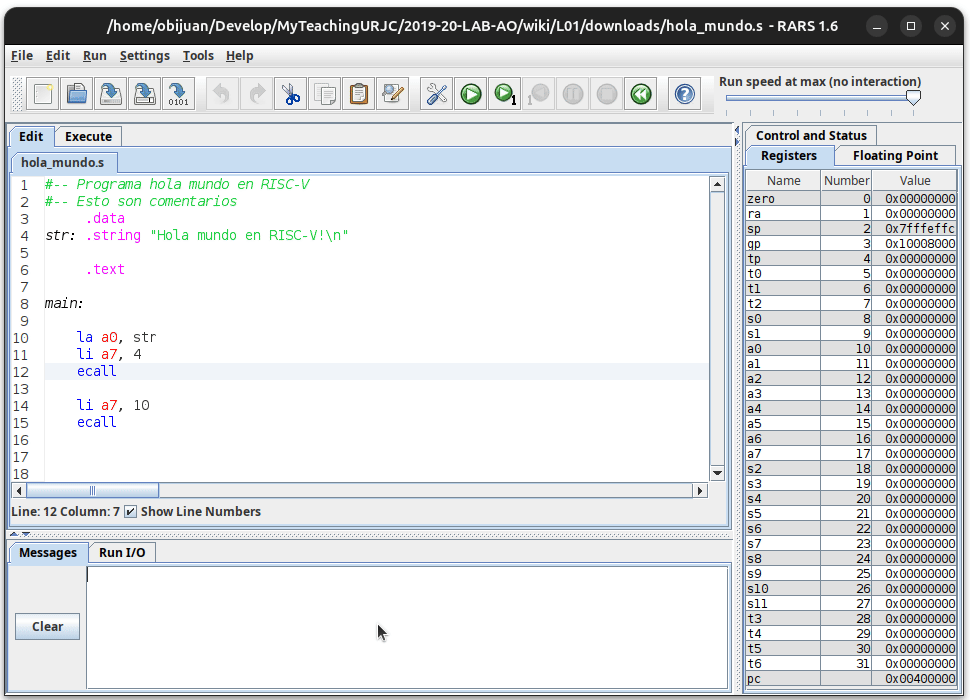 /home/obijuan/Develop/MyTeachingURJC/2019-20-LAB-AO/wiki/L01/downloads/hola_mundo.s - RARS 1.6
File Edit Run Settings Tools Help
0101
1
1
Run speed at max (no interaction)
?
Edit Execute
hola_mundo.s
1 #-- Programa hola mundo en RISC-V
2 #-- Esto son comentarios
3 .data
4 str: .string "Hola mundo en RISC-V!\n"
5
6 .text
7
8 main:
9
10 la a0, str
11 li a7, 4
12 ecall
13
14 li a7, 10
15 ecall
16
17
18
Line: 12 Column: 7 Show Line Numbers
Messages Run I/O
Clear
Control and Status
Registers Floating Point
Name Number Value
zero 0 0x00000000
ra 1 0x00000000
sp 2 0x7fffeffc
gp 3 0x10008000
tp 4 0x00000000
t0 5 0x00000000
t1 6 0x00000000
t2 7 0x00000000
s0 8 0x00000000
s1 9 0x00000000
a0 10 0x00000000
a1 11 0x00000000
a2 12 0x00000000
a3 13 0x00000000
a4 14 0x00000000
a5 15 0x00000000
a6 16 0x00000000
a7 17 0x00000000
s2 18 0x00000000
s3 19 0x00000000
s4 20 0x00000000
s5 21 0x00000000
s6 22 0x00000000
s7 23 0x00000000
s8 24 0x00000000
s9 25 0x00000000
s10 26 0x00000000
s11 27 0x00000000
t3 28 0x00000000
t4 29 0x00000000
t5 30 0x00000000
t6 31 0x00000000
pc 0x00400000